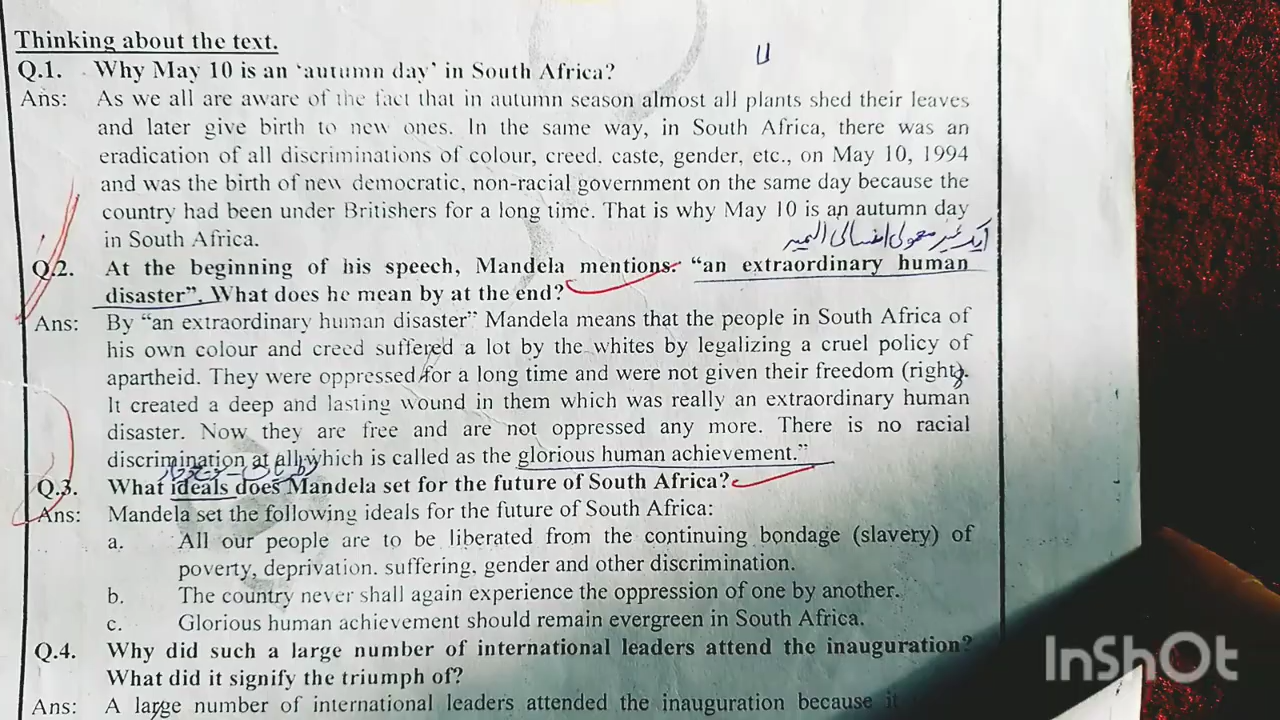 Thinking about the text.
Q.1. Why May 10 is an 'autumn day' in South Africa?
Ans: As we all are aware of the fact that in autumn season almost all plants shed their leaves
and later give birth to new ones. In the same way, in South Africa, there was an
eradication of all discriminations of colour, creed, caste, gender, etc., on May 10, 1994
and was the birth of new democratic, non-racial government on the same day because the
country had been under Britishers for a long time. That is why May 10 is an autumn day
in South Africa.
ایک غیر معمولی انسانی المیہ
Q.2. At the beginning of his speech, Mandela mentions. "an extraordinary human
disaster". What does he mean by at the end?
Ans: By "an extraordinary human disaster" Mandela means that the people in South Africa of
his own colour and creed suffered a lot by the whites by legalizing a cruel policy of
apartheid. They were oppressed for a long time and were not given their freedom (right).
It created a deep and lasting wound in them which was really an extraordinary human
disaster. Now they are free and are not oppressed any more. There is no racial
discrimination at all which is called as the glorious human achievement."
Q.3. What ideals does Mandela set for the future of South Africa?
Ans: Mandela set the following ideals for the future of South Africa:
a. All our people are to be liberated from the continuing bondage (slavery) of
poverty, deprivation. suffering, gender and other discrimination.
b. The country never shall again experience the oppression of one by another.
c. Glorious human achievement should remain evergreen in South Africa.
Q.4. Why did such a large number of international leaders attend the inauguration?
What did it signify the triumph of?
Ans: A large number of international leaders attended the inauguration because it
InShOt